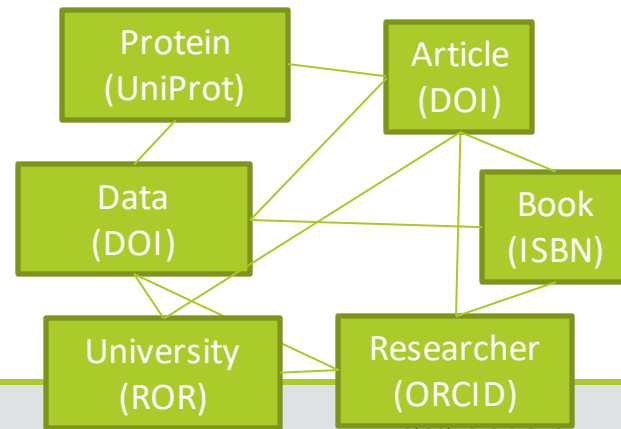 Protein
(UniProt)
Article
(DOI)
Data
(DOI)
Book
(ISBN)
University
(ROR)
Researcher
(ORCID)